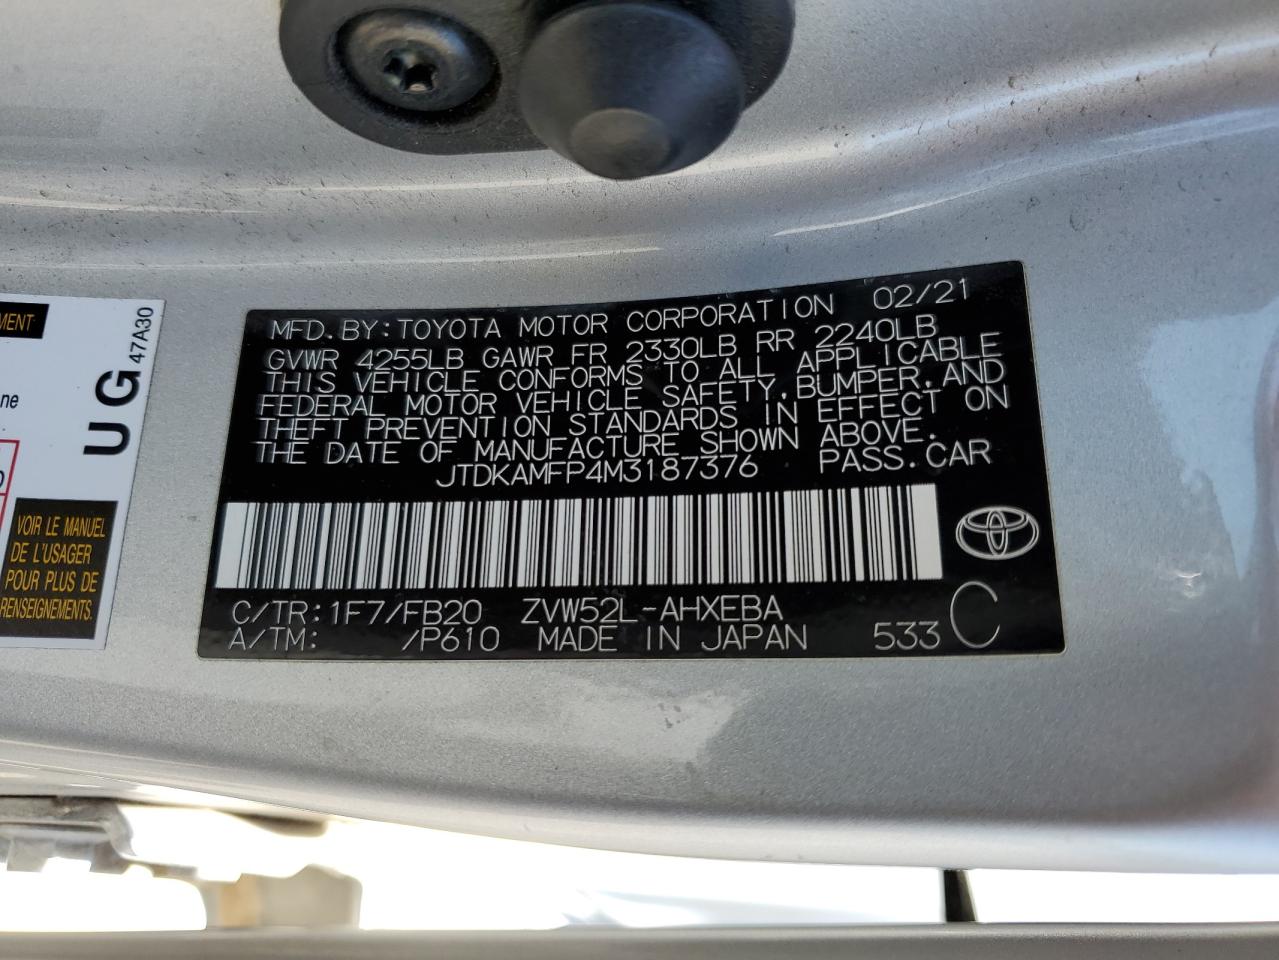 MFD.BY:TOYOTA MOTOR CORPORATION 02/21
GVWR 4255LB GAWR FR 2330LB RR 2240LB
THIS VEHICLE CONFORMS TO ALL APPLICABLE
FEDERAL MOTOR VEHICLE SAFETY,BUMPER,AND
THEFT PREVENTION STANDARDS IN EFFECT ON
THE DATE OF MANUFACTURE SHOWN ABOVE.
JTDKAMFP4M3187376 PASS.CAR
C/TR:1F7/FB20 ZVW52L-AHXEBA
A/TM: /P610 MADE IN JAPAN 533 C
UG 47A30
VOIR LE MANUEL
DE L'USAGER
POUR PLUS DE
RENSEIGNEMENTS.